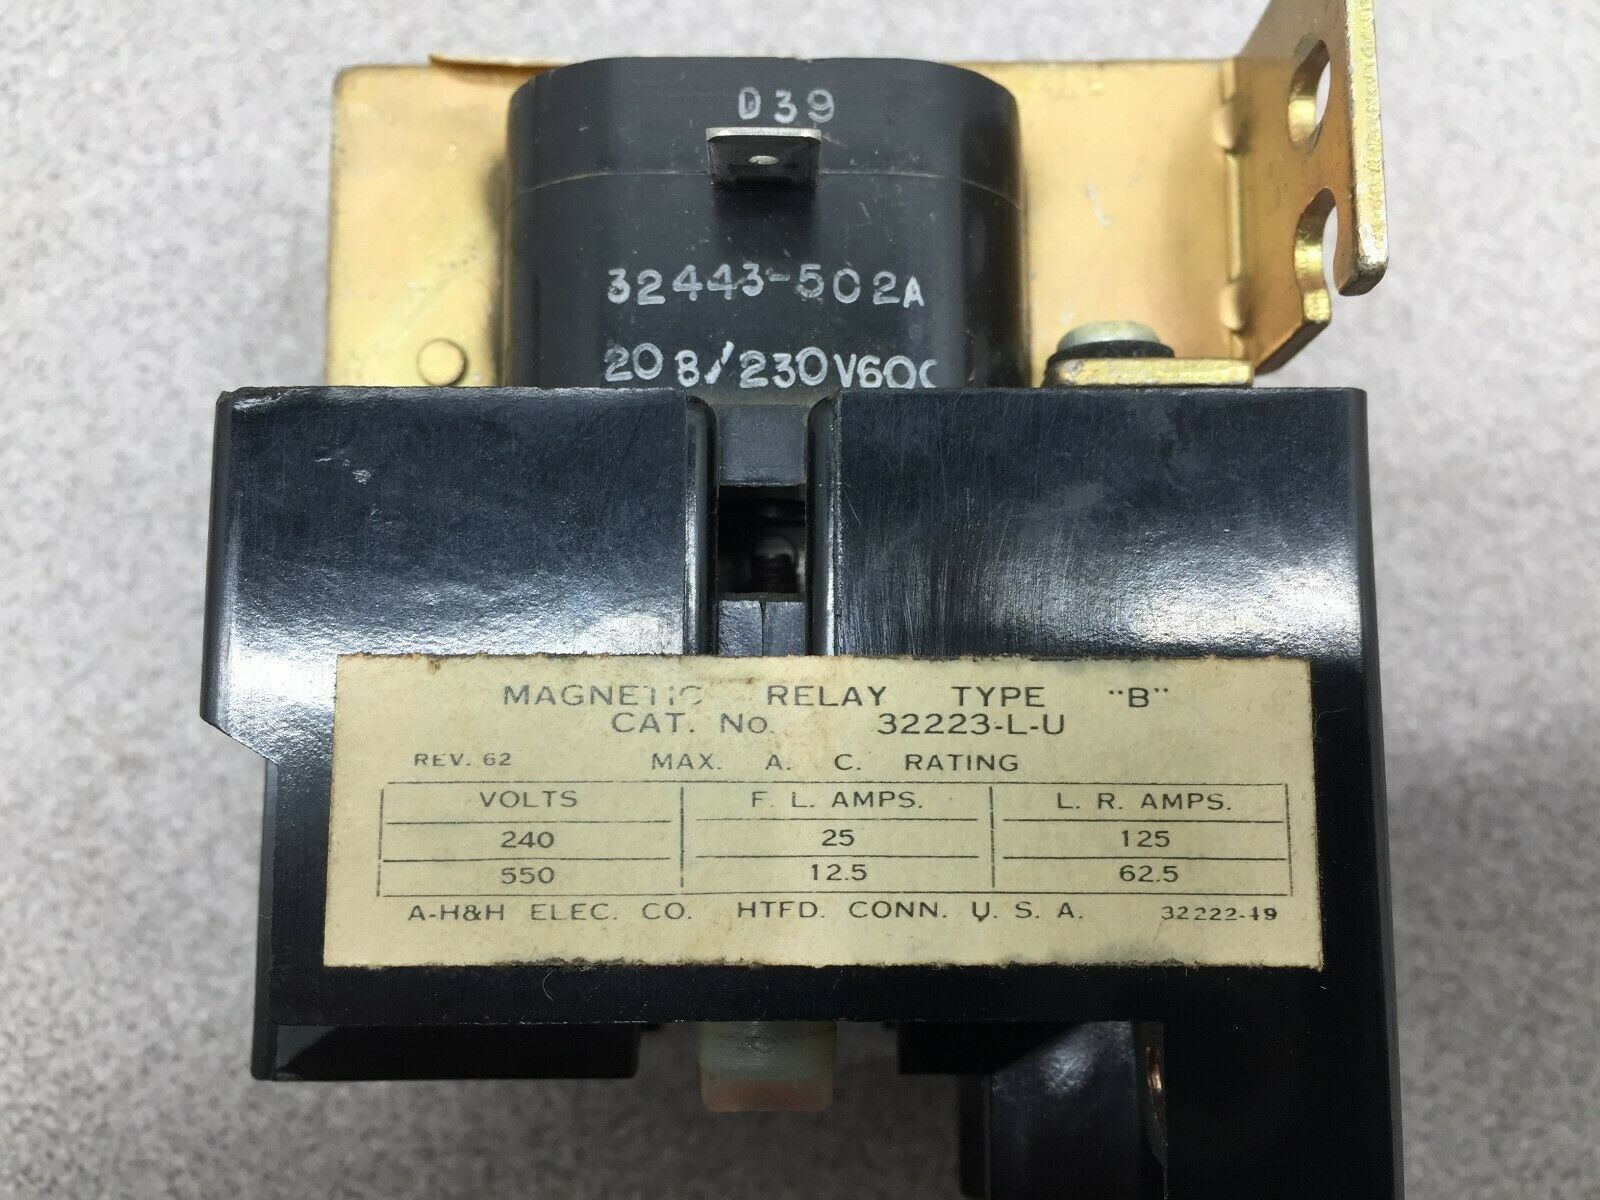 D39
32443-502A
208/230V60C
MAGNETIC RELAY TYPE "B"
CAT. No. 32223-L-U
REV. 62 MAX. A. C. RATING
VOLTS F. L. AMPS. L. R. AMPS.
240 25 125
550 12.5 62.5
A-H&H ELEC. CO. HTFD. CONN. U. S. A. 32222-19